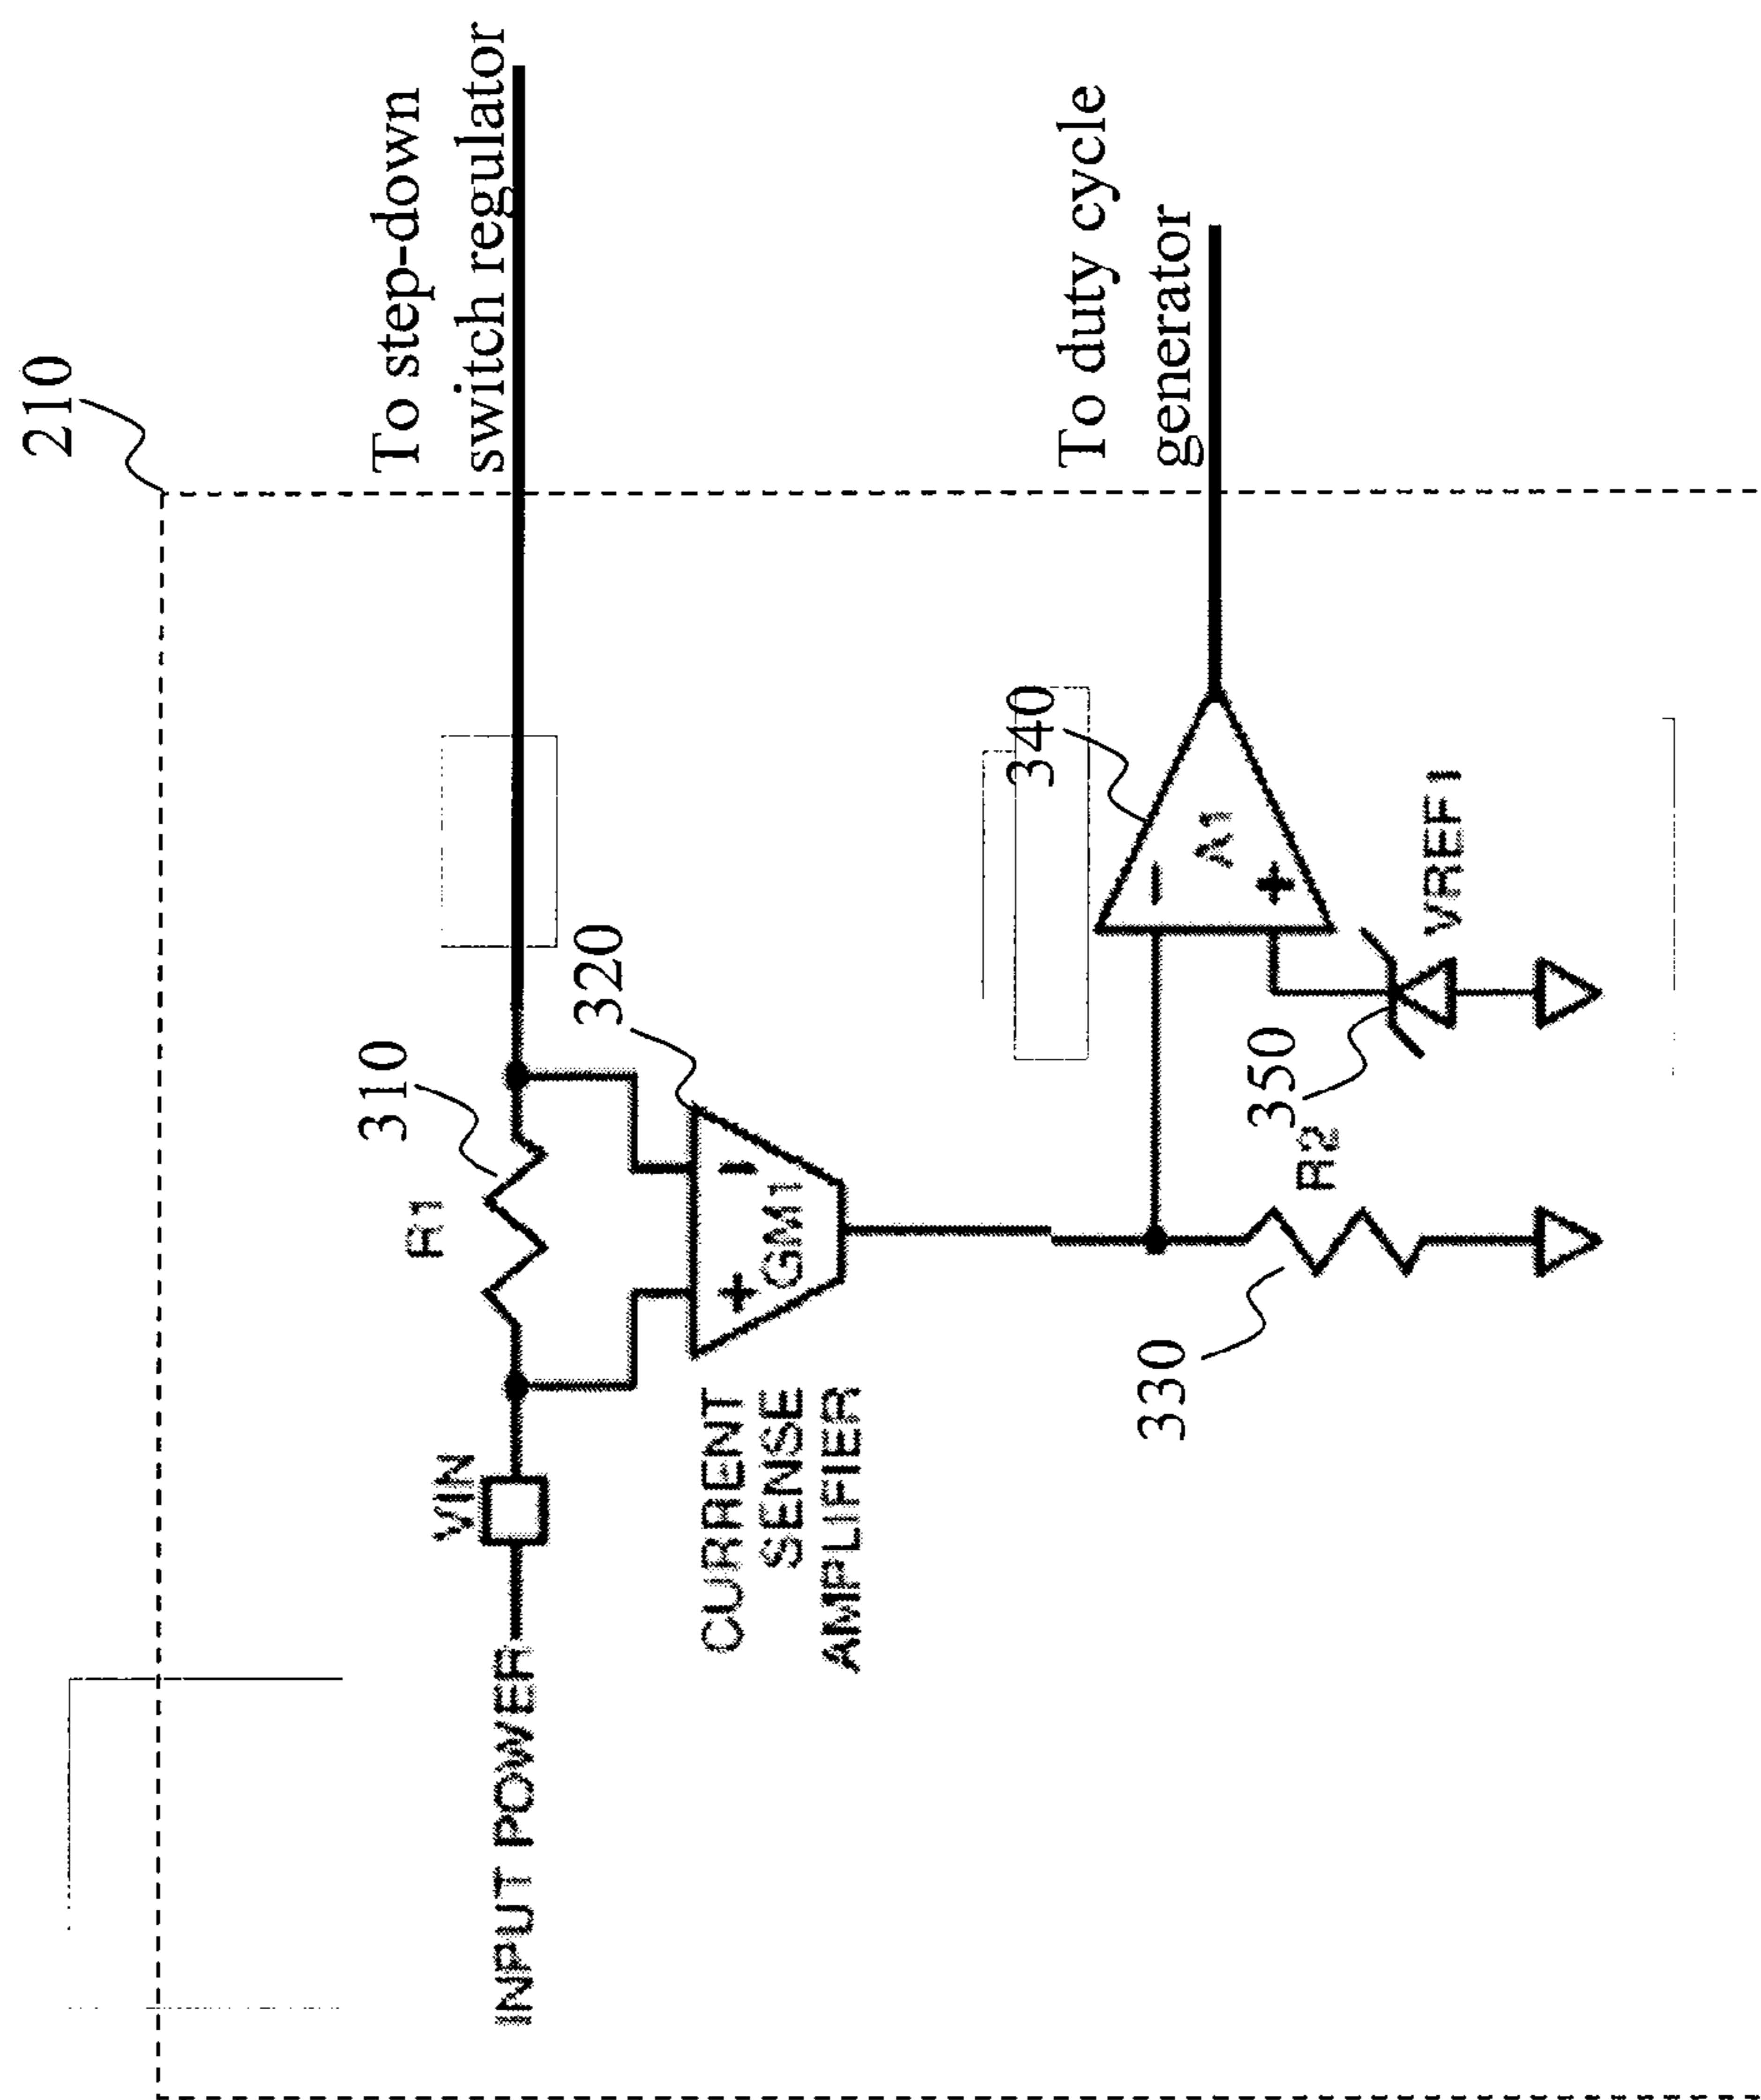 210
To step-down
switch regulator
310
R1
VIN
INPUT POWER
320
+
−
GM1
CURRENT
SENSE
AMPLIFIER
340
To duty cycle
generator
−
A1
+
350
VREF1
R2
330